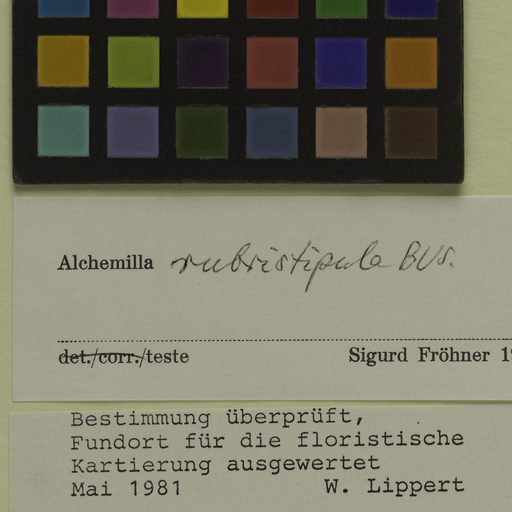 Alchemilla rubristipula BUS.
det./corr./teste Sigurd Fröhner 1
Bestimmung überprüft,
Fundort für die floristische
Kartierung ausgewertet
Mai 1981 W. Lippert